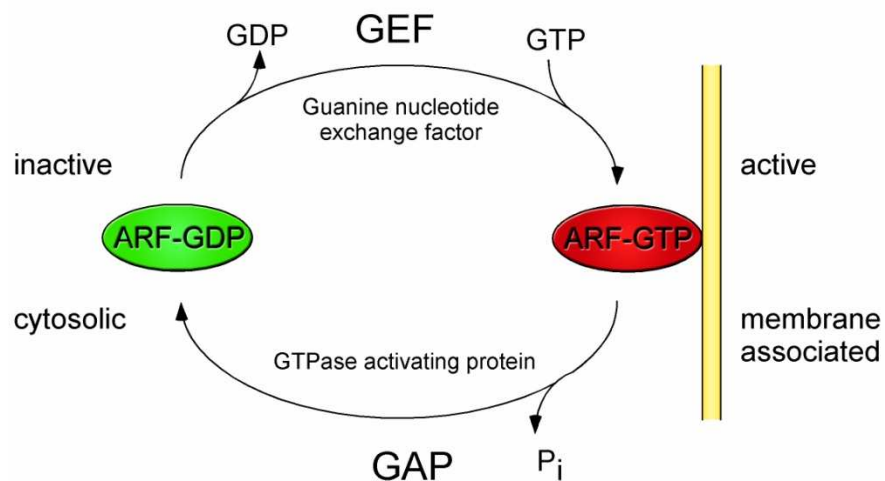 GDP
GEF
GTP
Guanine nucleotide
exchange factor
inactive
active
ARF-GDP
ARF-GTP
cytosolic
membrane
associated
GTPase activating protein
GAP
Pi